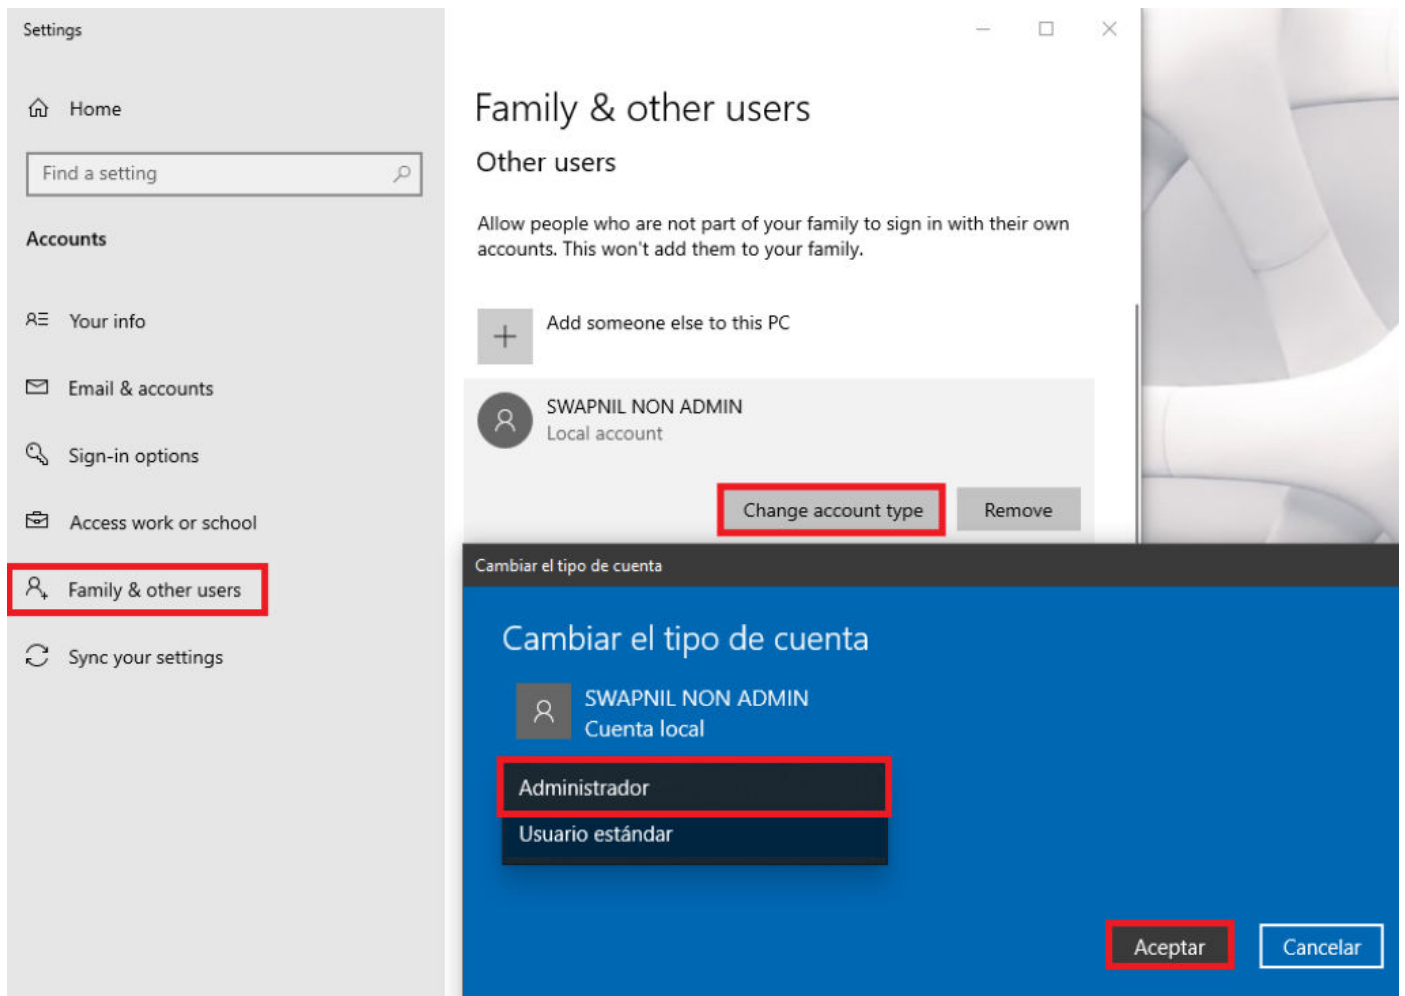 Settings
Home
Find a setting
Accounts
Your info
Email & accounts
Sign-in options
Access work or school
Family & other users
Sync your settings
Family & other users
Other users
Allow people who are not part of your family to sign in with their own
accounts. This won't add them to your family.
Add someone else to this PC
SWAPNIL NON ADMIN
Local account
Change account type
Remove
Cambiar el tipo de cuenta
Cambiar el tipo de cuenta
SWAPNIL NON ADMIN
Cuenta local
Administrador
Usuario estándar
Aceptar
Cancelar